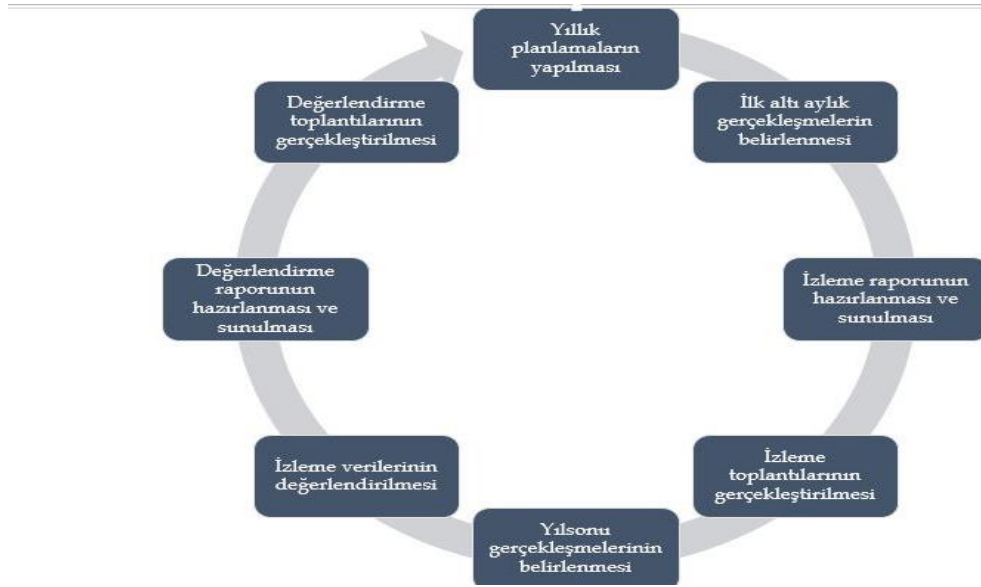 Yıllık
planlamaların
yapılması
İlk altı aylık
gerçekleşmelerin
belirlenmesi
İzleme raporunun
hazırlanması ve
sunulması
İzleme
toplantılarının
gerçekleştirilmesi
Yılsonu
gerçekleşmelerinin
belirlenmesi
İzleme verilerinin
değerlendirilmesi
Değerlendirme
raporunun
hazırlanması ve
sunulması
Değerlendirme
toplantılarının
gerçekleştirilmesi